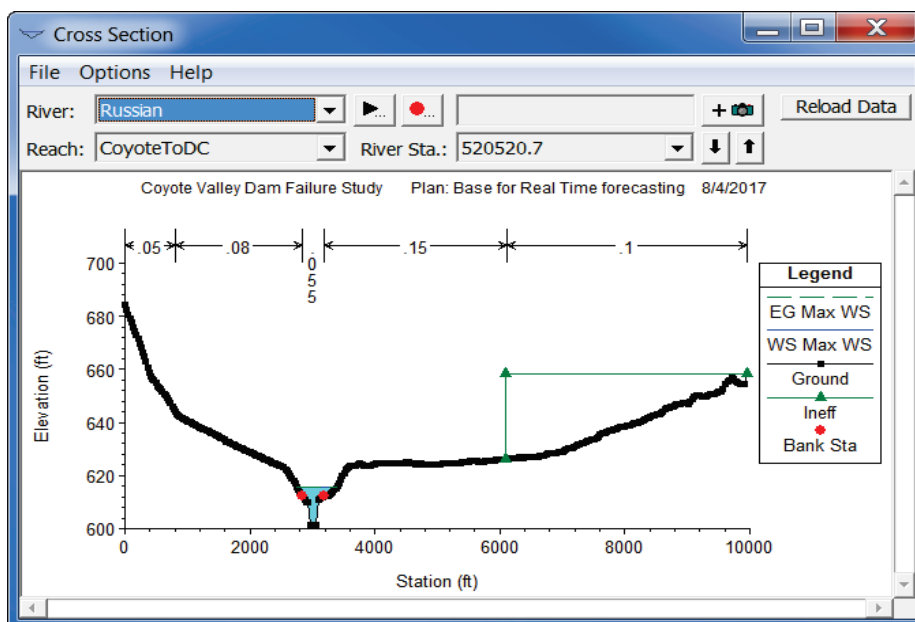 Cross Section
File Options Help
River: Russian
Reload Data
Reach: CoyoteToDC River Sta.: 520520.7
Coyote Valley Dam Failure Study Plan: Base for Real Time forecasting 8/4/2017
.05 .08 .055 .15 .1
Legend
EG Max WS
WS Max WS
Ground
Ineff
Bank Sta
700
680
660
640
620
600
Elevation (ft)
0 2000 4000 6000 8000 10000
Station (ft)